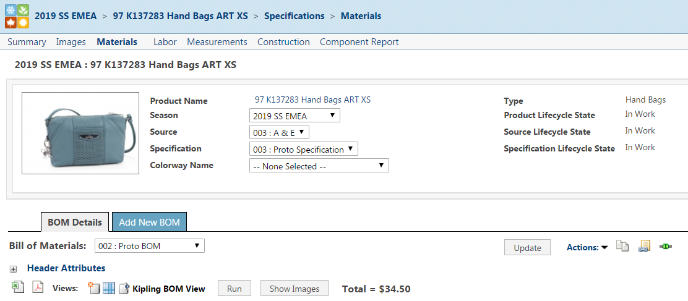 2019 SS EMEA > 97 K137283 Hand Bags ART XS > Specifications > Materials
Summary Images Materials Labor Measurements Construction Component Report
2019 SS EMEA : 97 K137283 Hand Bags ART XS
Product Name 97 K137283 Hand Bags ART XS Type Hand Bags
Season 2019 SS EMEA Product Lifecycle State In Work
Source 003 : A & E Source Lifecycle State In Work
Specification 003 : Proto Specification Specification Lifecycle State In Work
Colorway Name -- None Selected --
BOM Details Add New BOM
Bill of Materials: 002 : Proto BOM Update Actions:
Header Attributes
Views: Kipling BOM View Run Show Images Total = $34.50